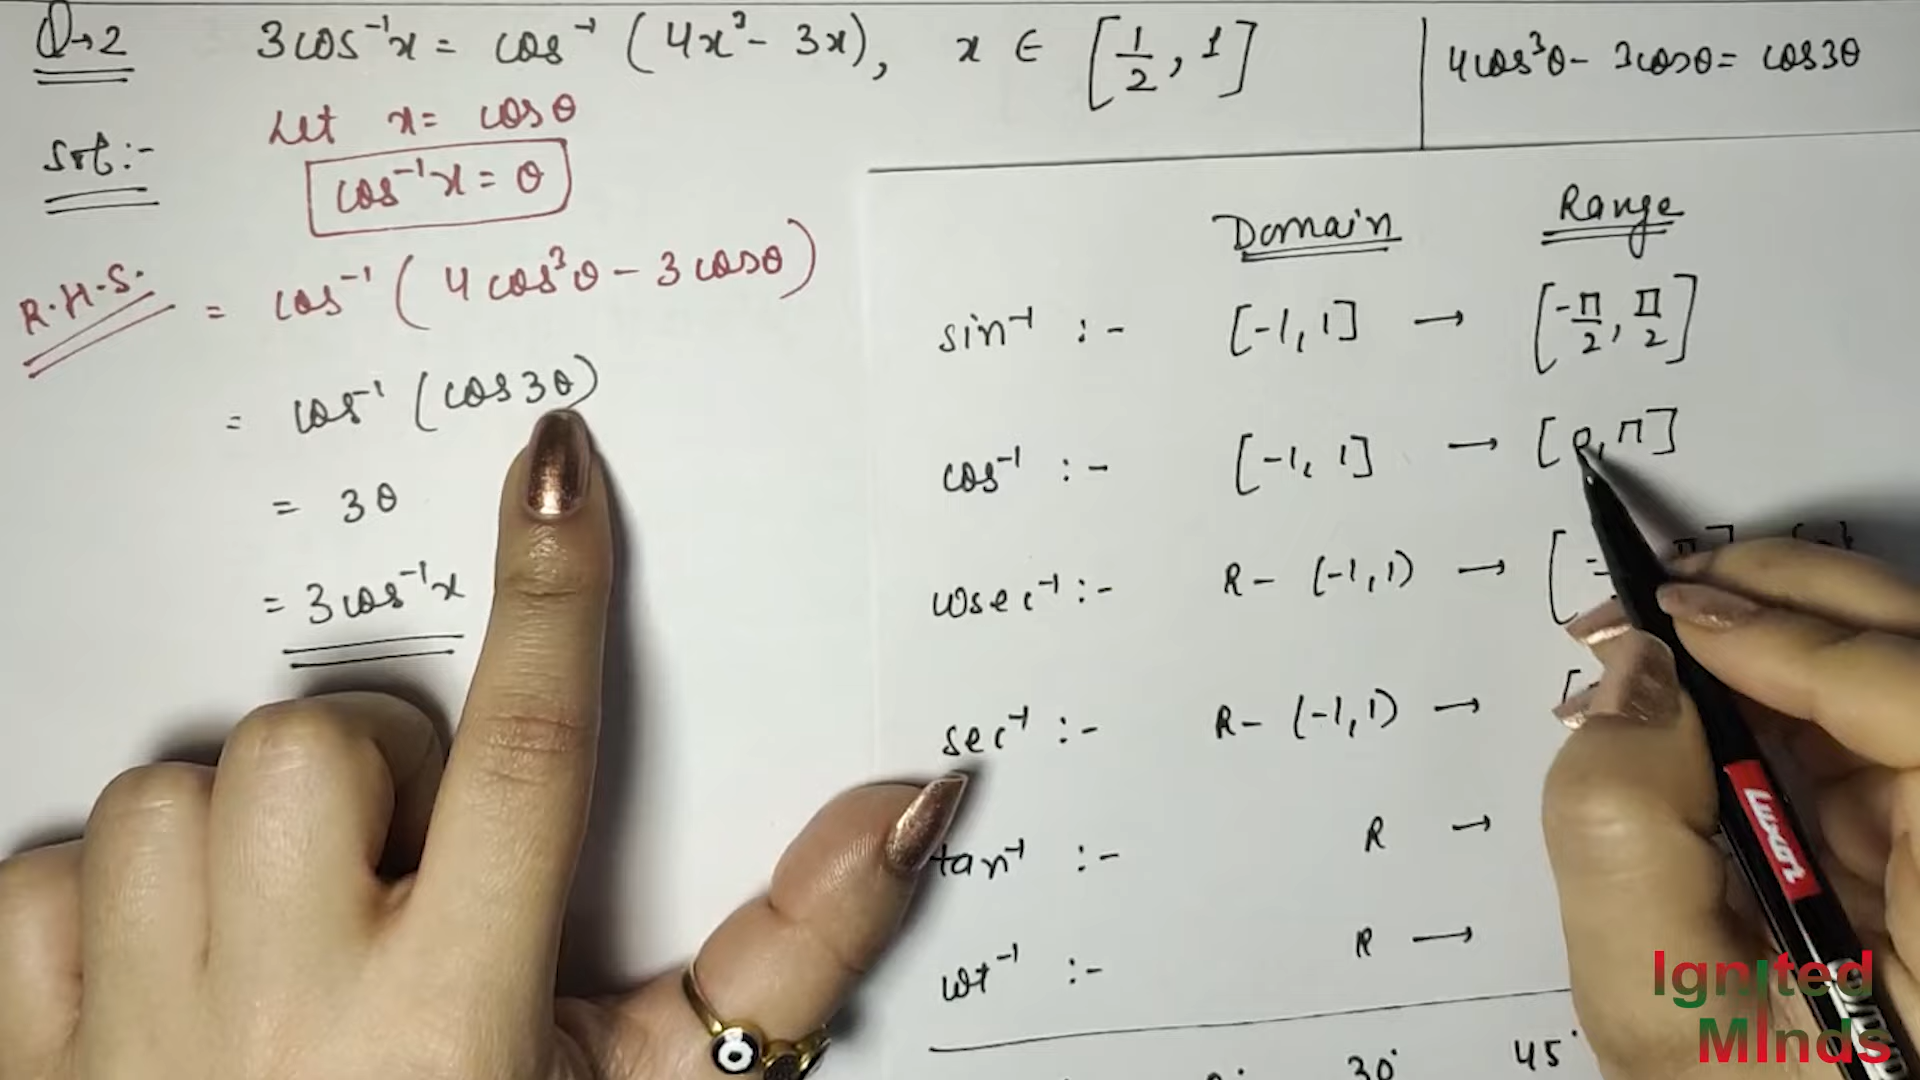 Q→2 3cos⁻¹x = cos⁻¹ (4x³ - 3x), x ∈ [1/2, 1]
4cos³θ - 3cosθ = cos3θ
Sol:-
Let x = cosθ
cos⁻¹x = θ
R.H.S. = cos⁻¹ (4cos³θ - 3cosθ)
= cos⁻¹ (cos3θ)
= 3θ
= 3cos⁻¹x
Domain Range
sin⁻¹ :- [-1, 1] → [-π/2, π/2]
cos⁻¹ :- [-1, 1] → [0, π]
cosec⁻¹ :- R - (-1, 1) → [
sec⁻¹ :- R - (-1, 1) → [
tan⁻¹ :- R →
cot⁻¹ :- R →
30° 45°
Luxor
Ignited
Minds